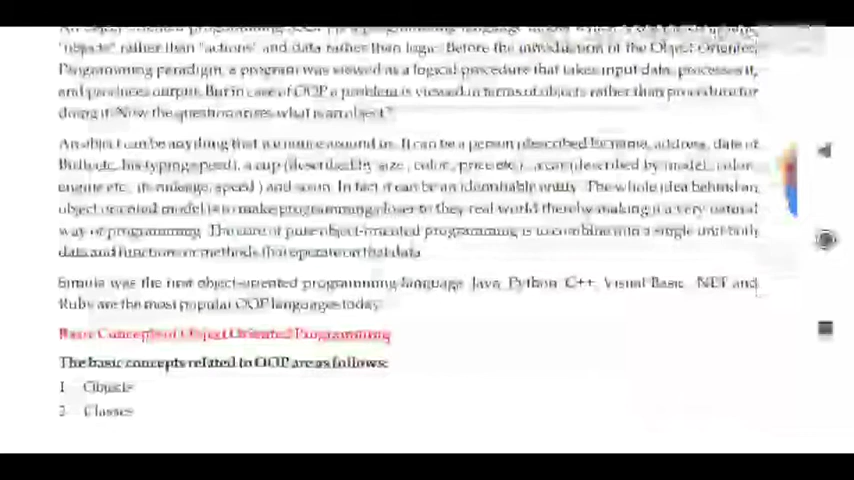 "objects" rather than "actions" and data rather than logic. Before the introduction of the Object Oriented
Programming paradigm, a program was viewed as a logical procedure that takes input data, processes it,
and produces output. But in case of OOP a problem is viewed in terms of objects rather than procedure for
doing it. Now the question arises what is an object?
An object can be anything that we notice around us. It can be a person (described by name, address, date of
Birth etc, his typing speed), a cup (described by size, color, price etc.), a car (described by model, color,
engine etc., its mileage, speed) and so on. In fact it can be an identifiable entity. The whole idea behind an
object oriented model is to make programming closer to they real world thereby making it a very natural
way of programming. The core of pure object-oriented programming is to combine into a single unit both
data and functions or methods that operate on that data.
Simula was the first object-oriented programming language. Java, Python, C++, Visual Basic, .NET and
Ruby are the most popular OOP languages today.
Basic Concepts of Object Oriented Programming
The basic concepts related to OOP are as follows:
1. Objects
2. Classes